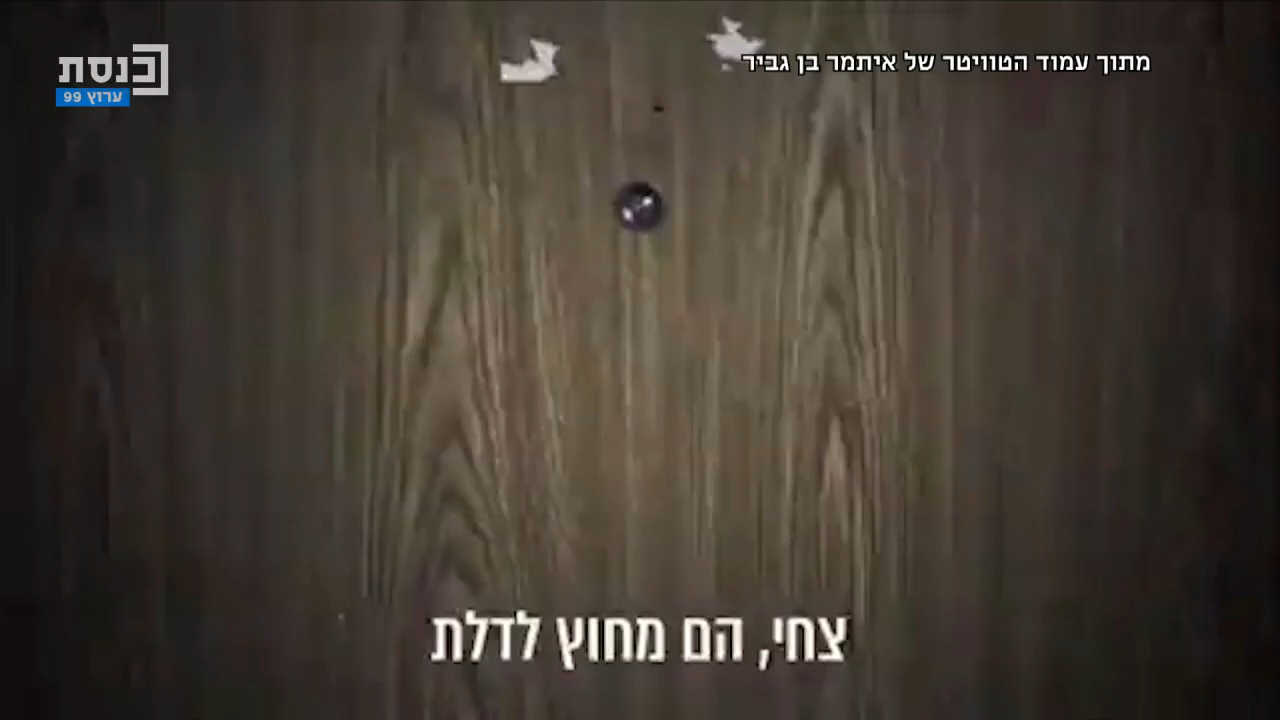 מתוך עמוד הטוויטר של איתמר בן גביר
כנסת
ערוץ 99
צחי, הם מחוץ לדלת